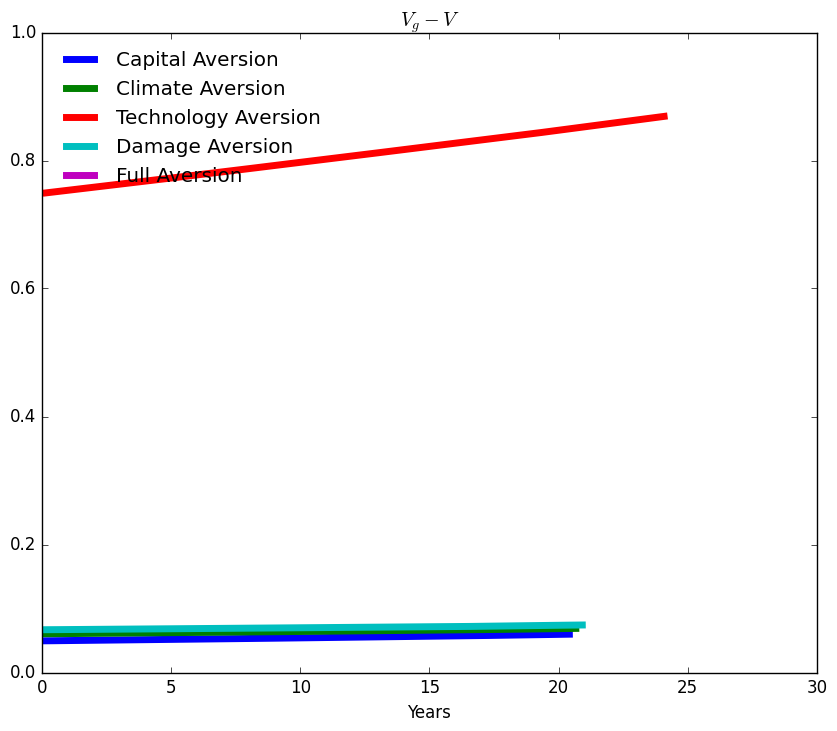 V_g − V
1.0
Capital Aversion
Climate Aversion
Technology Aversion
Damage Aversion
Full Aversion
0.8
0.6
0.4
0.2
0.0
0 5 10 15 20 25 30
Years